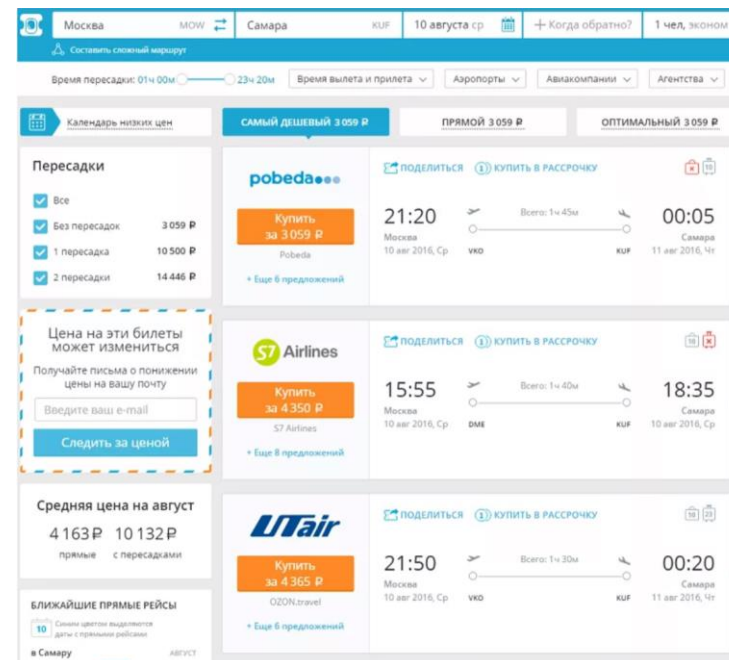 Москва MOW Самара KUF 10 августа ср + Когда обратно? 1 чел, эконом
Составить сложный маршрут
Время пересадки: 01ч 00м 23ч 20м Время вылета и прилета Аэропорты Авиакомпании Агентства
Календарь низких цен
САМЫЙ ДЕШЕВЫЙ 3 059 ₽ ПРЯМОЙ 3 059 ₽ ОПТИМАЛЬНЫЙ 3 059 ₽
Пересадки
Все
Без пересадок 3 059 ₽
1 пересадка 10 500 ₽
2 пересадки 14 446 ₽
Цена на эти билеты
может измениться
Получайте письма о понижении
цены на вашу почту
Введите ваш e-mail
Следить за ценой
Средняя цена на август
4 163 ₽ 10 132 ₽
прямые с пересадками
БЛИЖАЙШИЕ ПРЯМЫЕ РЕЙСЫ
10 Синим цветом выделяются
даты с прямыми рейсами
в Самару АВГУСТ
pobeda
Купить
за 3 059 ₽
Pobeda
+ Еще 6 предложений
ПОДЕЛИТЬСЯ КУПИТЬ В РАССРОЧКУ 10
21:20 Всего: 1ч 45м 00:05
Москва Самара
10 авг 2016, Ср VKO KUF 11 авг 2016, Чт
S7 Airlines
Купить
за 4 350 ₽
S7 Airlines
+ Еще 8 предложений
ПОДЕЛИТЬСЯ КУПИТЬ В РАССРОЧКУ 10
15:55 Всего: 1ч 40м 18:35
Москва Самара
10 авг 2016, Ср DME KUF 10 авг 2016, Ср
UTair
Купить
за 4 365 ₽
OZON.travel
+ Еще 6 предложений
ПОДЕЛИТЬСЯ КУПИТЬ В РАССРОЧКУ 10 23
21:50 Всего: 1ч 30м 00:20
Москва Самара
10 авг 2016, Ср VKO KUF 11 авг 2016, Чт